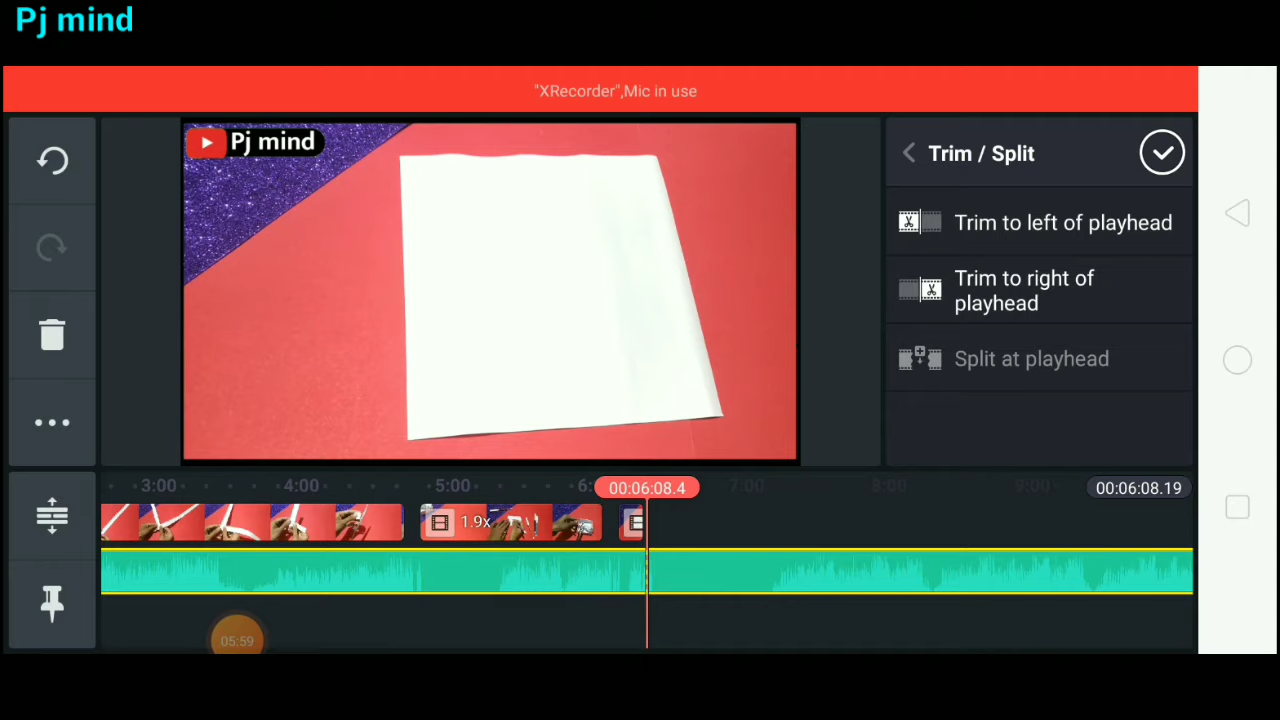 Pj mind
"XRecorder",Mic in use
Pj mind
Trim / Split
Trim to left of playhead
Trim to right of
playhead
Split at playhead
3:00
4:00
5:00
6:
00:06:08.4
7:00
8:00
9:00
00:06:08.19
1.9x
05:59